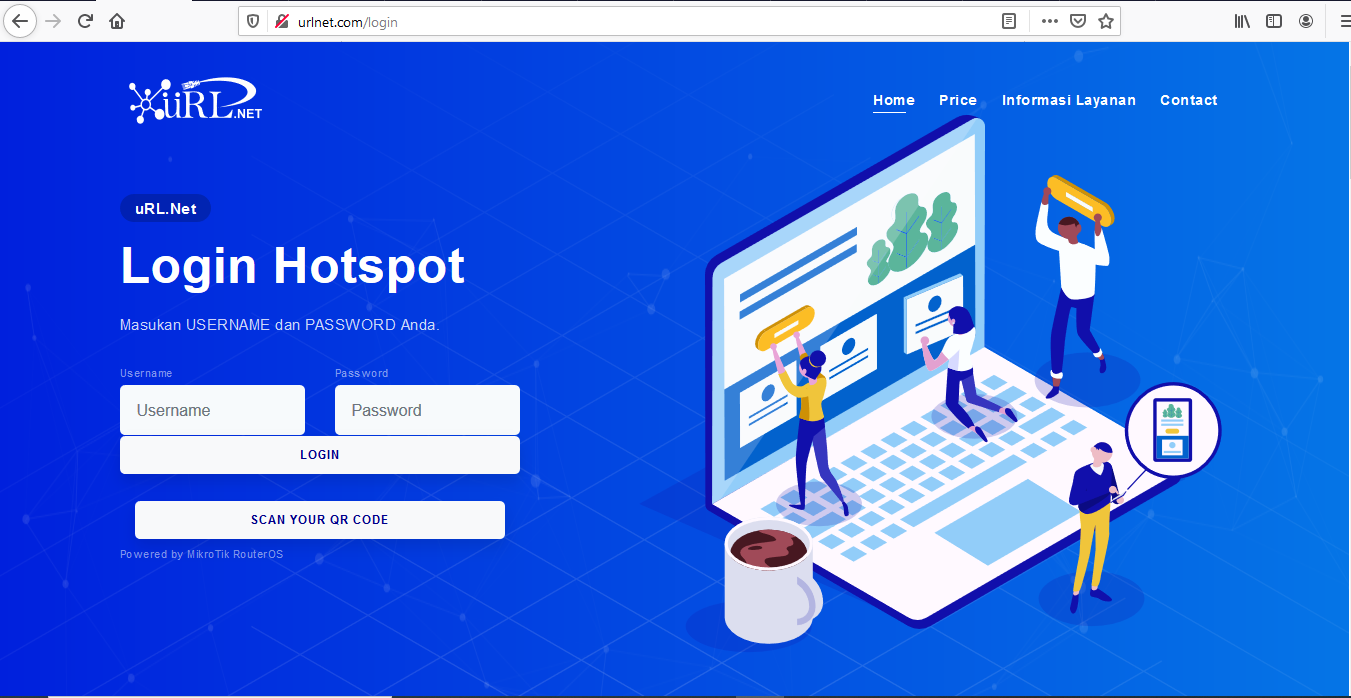 urlnet.com/login
üRL.NET
Home Price Informasi Layanan Contact
uRL.Net
Login Hotspot
Masukan USERNAME dan PASSWORD Anda.
Username Password
Username Password
LOGIN
SCAN YOUR QR CODE
Powered by MikroTik RouterOS